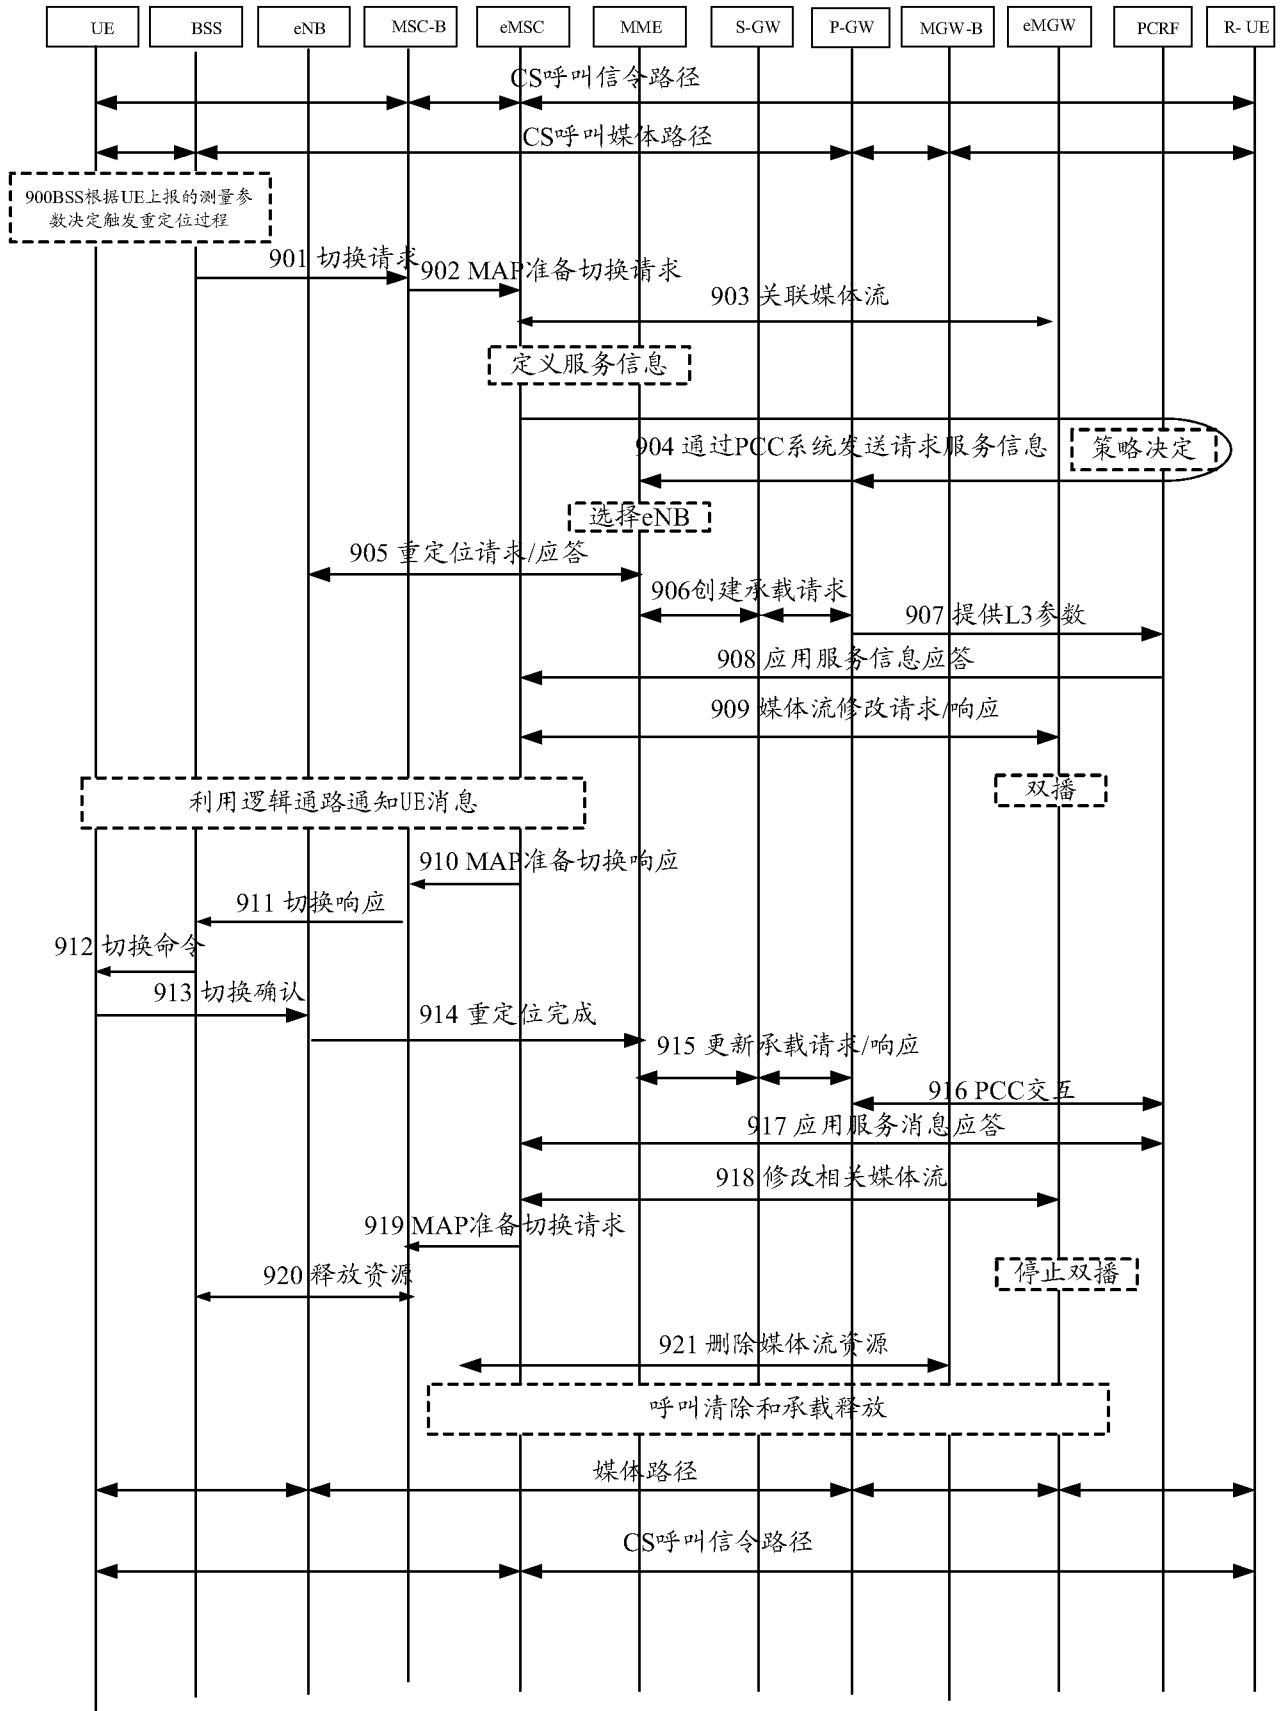 UE BSS eNB MSC-B eMSC MME S-GW P-GW MGW-B eMGW PCRF R- UE
CS呼叫信令路径
CS呼叫媒体路径
900BSS根据UE上报的测量参
数决定触发重定位过程
901 切换请求
902 MAP准备切换请求
903 关联媒体流
定义服务信息
904 通过PCC系统发送请求服务信息
策略决定
选择eNB
905 重定位请求/应答
906创建承载请求
907 提供L3参数
908 应用服务信息应答
909 媒体流修改请求/响应
双播
利用逻辑通路通知UE消息
910 MAP准备切换响应
911 切换响应
912 切换命令
913 切换确认
914 重定位完成
915 更新承载请求/响应
916 PCC交互
917 应用服务消息应答
918 修改相关媒体流
919 MAP准备切换请求
920 释放资源
停止双播
921 删除媒体流资源
呼叫清除和承载释放
媒体路径
CS呼叫信令路径